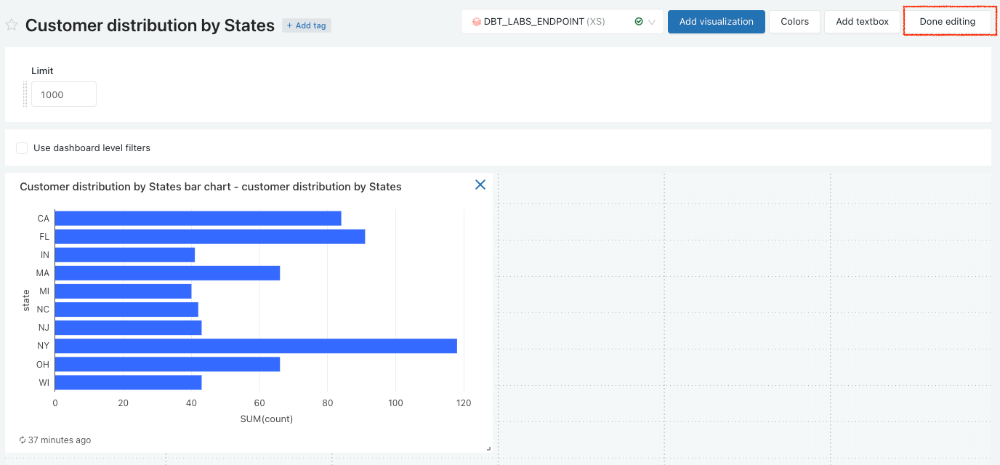 Customer distribution by States + Add tag DBT_LABS_ENDPOINT (XS) Add visualization Colors Add textbox Done editing
Limit
1000
Use dashboard level filters
Customer distribution by States bar chart - customer distribution by States
state
CA
FL
IN
MA
MI
NC
NJ
NY
OH
WI
0 20 40 60 80 100 120
SUM(count)
37 minutes ago